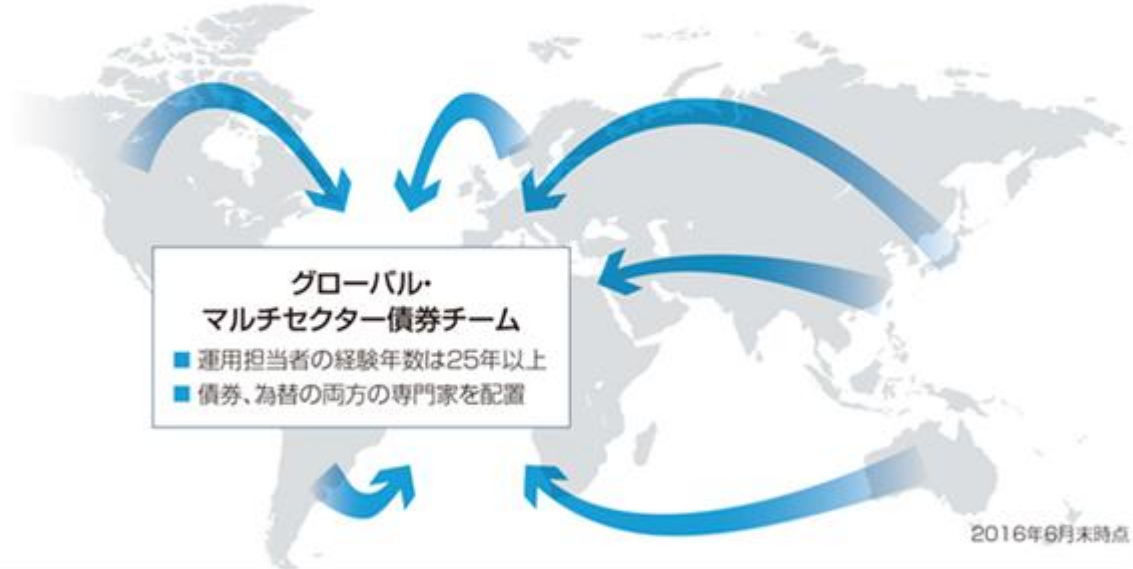 グローバル・
マルチセクター債券チーム
■ 運用担当者の経験年数は25年以上
■ 債券、為替の両方の専門家を配置
2016年6月末時点